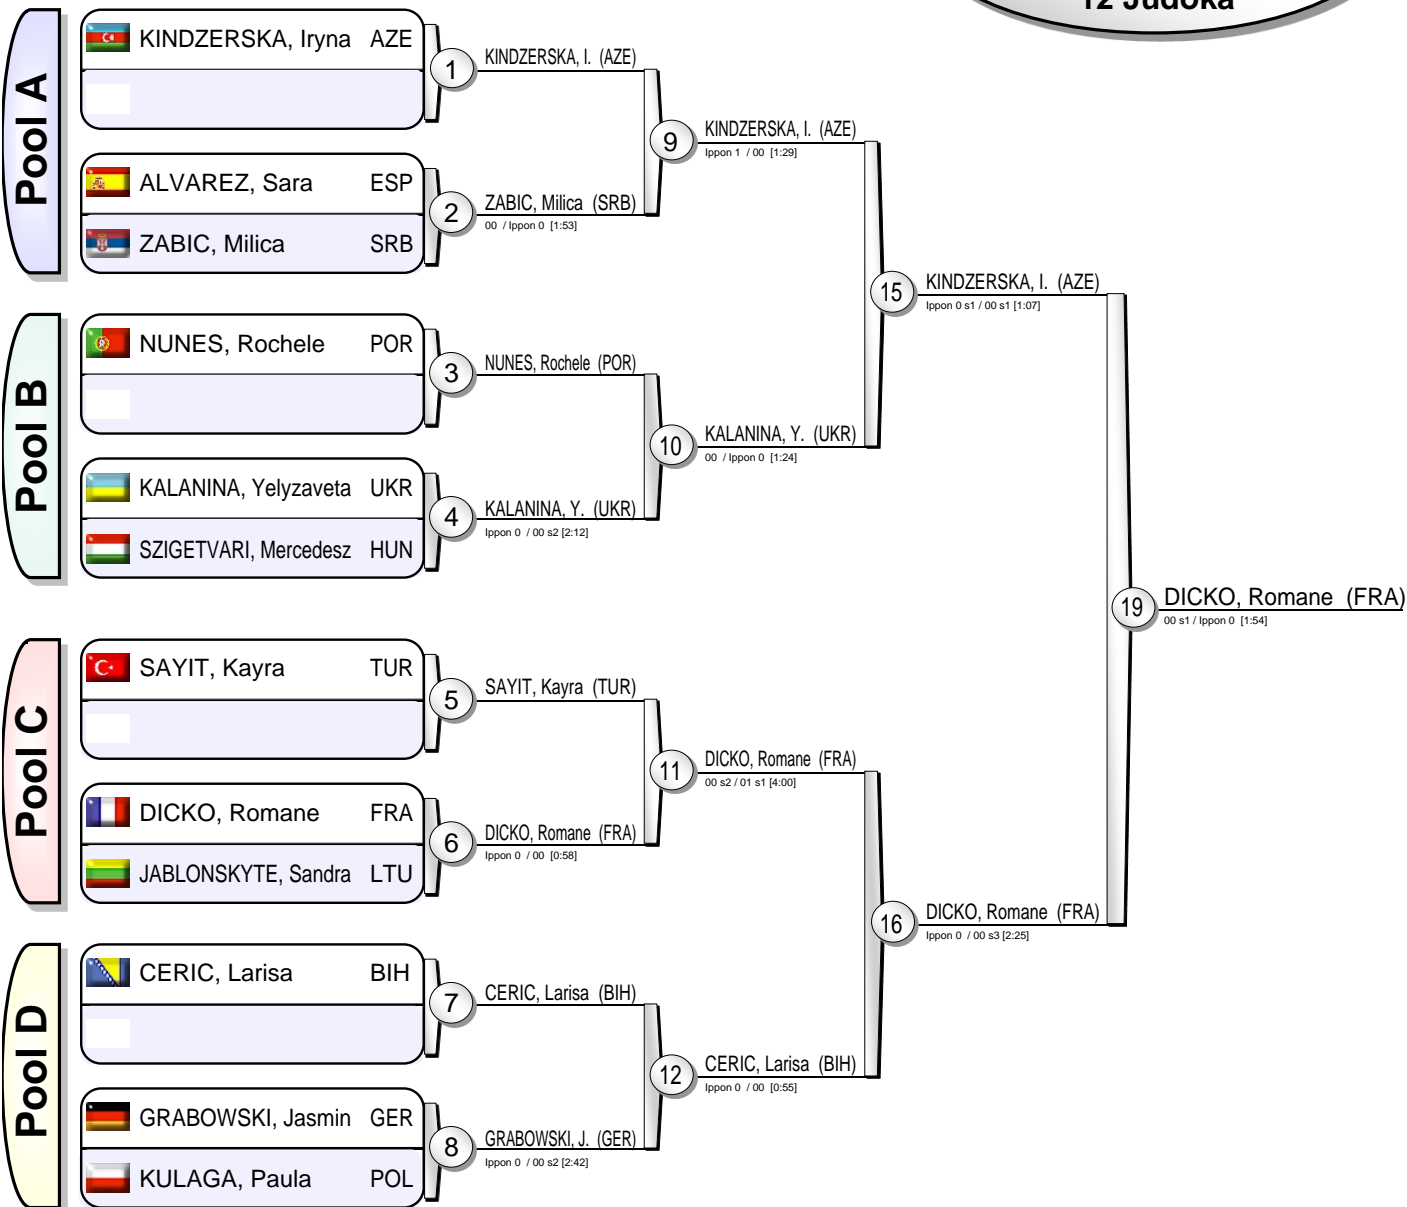 12 Judoka
Pool A
KINDZERSKA, Iryna AZE
1
KINDZERSKA, I. (AZE)
ALVAREZ, Sara ESP
ZABIC, Milica SRB
2
ZABIC, Milica (SRB)
00 / Ippon 0 [1:53]
9
KINDZERSKA, I. (AZE)
Ippon 1 / 00 [1:29]
Pool B
NUNES, Rochele POR
3
NUNES, Rochele (POR)
KALANINA, Yelyzaveta UKR
SZIGETVARI, Mercedesz HUN
4
KALANINA, Y. (UKR)
Ippon 0 / 00 s2 [2:12]
10
KALANINA, Y. (UKR)
00 / Ippon 0 [1:24]
15
KINDZERSKA, I. (AZE)
Ippon 0 s1 / 00 s1 [1:07]
Pool C
SAYIT, Kayra TUR
5
SAYIT, Kayra (TUR)
DICKO, Romane FRA
JABLONSKYTE, Sandra LTU
6
DICKO, Romane (FRA)
Ippon 0 / 00 [0:58]
11
DICKO, Romane (FRA)
00 s2 / 01 s1 [4:00]
Pool D
CERIC, Larisa BIH
7
CERIC, Larisa (BIH)
GRABOWSKI, Jasmin GER
KULAGA, Paula POL
8
GRABOWSKI, J. (GER)
Ippon 0 / 00 s2 [2:42]
12
CERIC, Larisa (BIH)
Ippon 0 / 00 [0:55]
16
DICKO, Romane (FRA)
Ippon 0 / 00 s3 [2:25]
19
DICKO, Romane (FRA)
00 s1 / Ippon 0 [1:54]